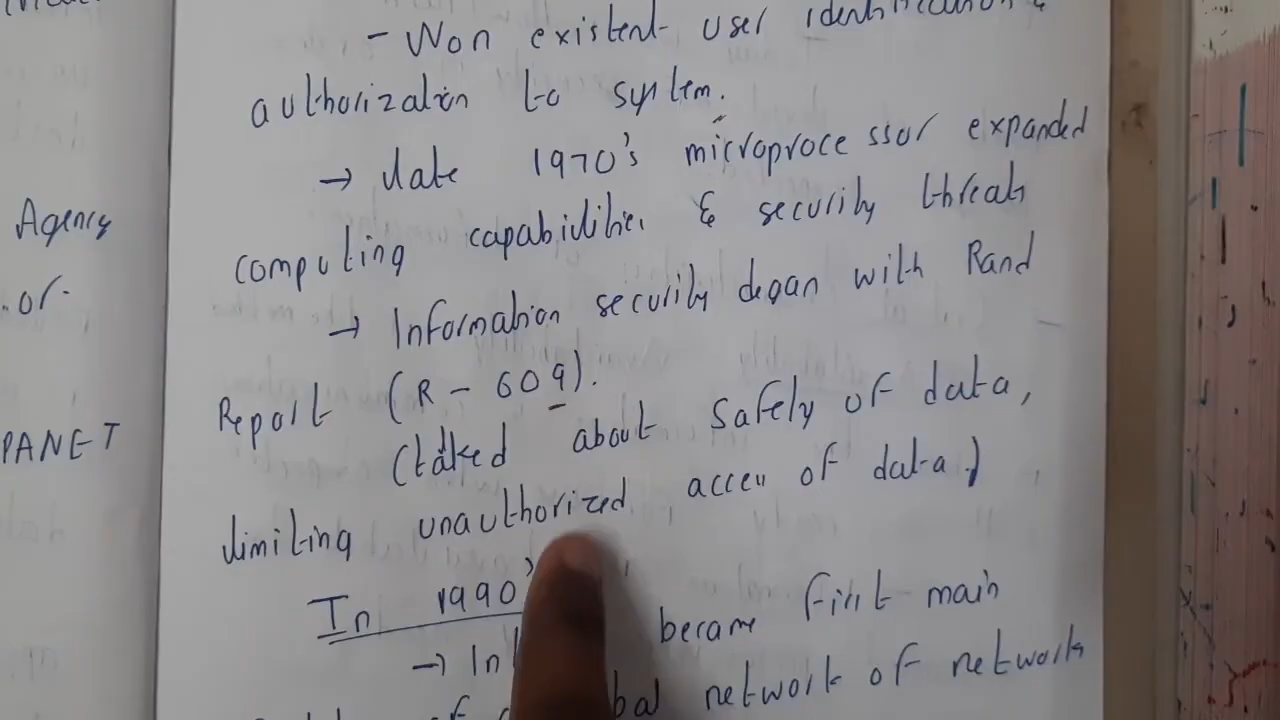 Agency
or.
PANET
- Non existent user identification &
authorization to system.
→ late 1970's microprocessor expanded
computing capabilities & security threats
→ Information security began with Rand
Report (R - 609).
(talked about safety of data,
limiting unauthorized access of data)
In 1990'
→ In became first main
of network of network